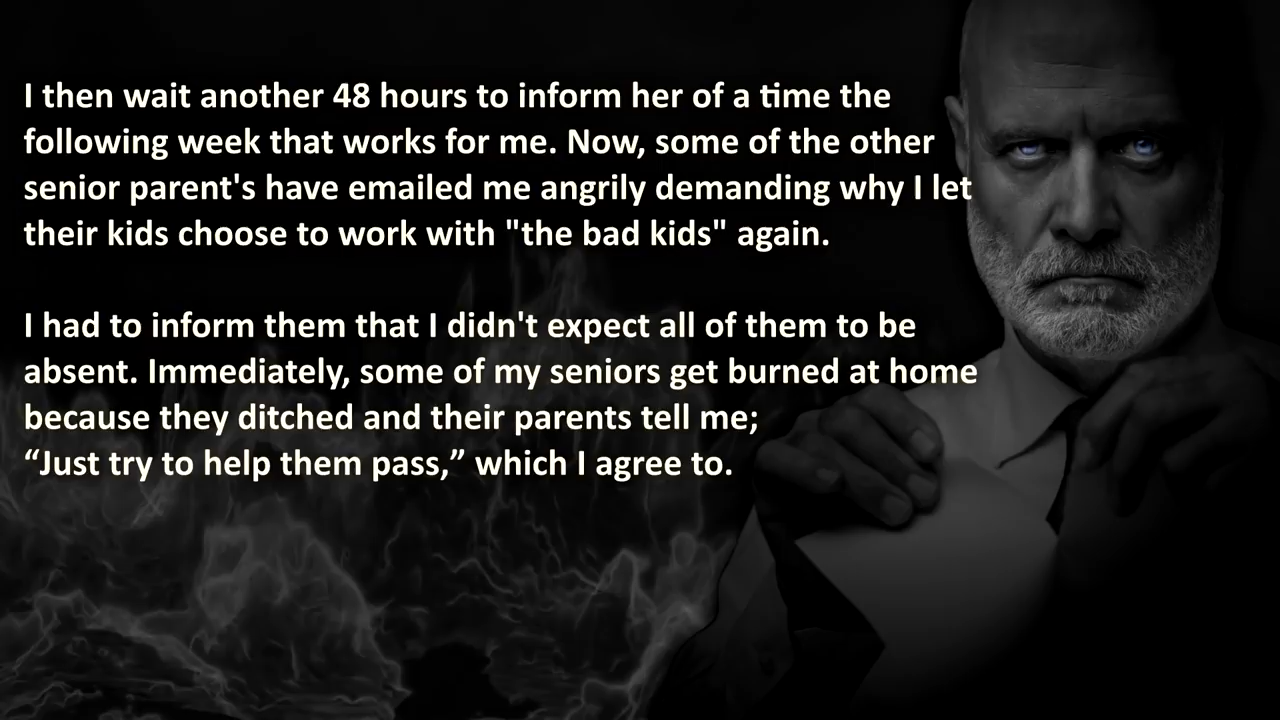 I then wait another 48 hours to inform her of a time the
following week that works for me. Now, some of the other
senior parent's have emailed me angrily demanding why I let
their kids choose to work with "the bad kids" again.
I had to inform them that I didn't expect all of them to be
absent. Immediately, some of my seniors get burned at home
because they ditched and their parents tell me;
“Just try to help them pass,” which I agree to.